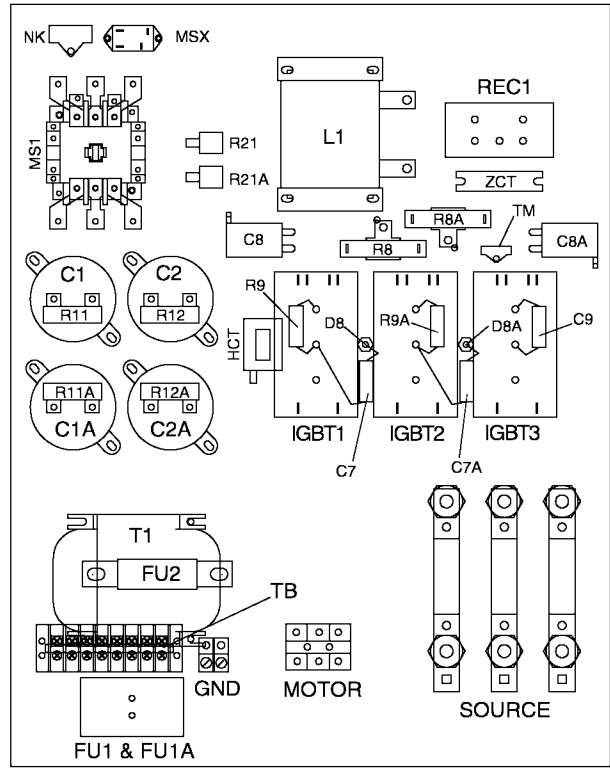 NK
MSX
MS1
R21
R21A
L1
REC1
ZCT
TM
R8A
C8
R8
C8A
C1
C2
R11
R12
R9
HCT
D8
R9A
D8A
C9
R11A
R12A
C1A
C2A
IGBT1
IGBT2
IGBT3
C7
C7A
T1
FU2
TB
GND
MOTOR
SOURCE
FU1 & FU1A